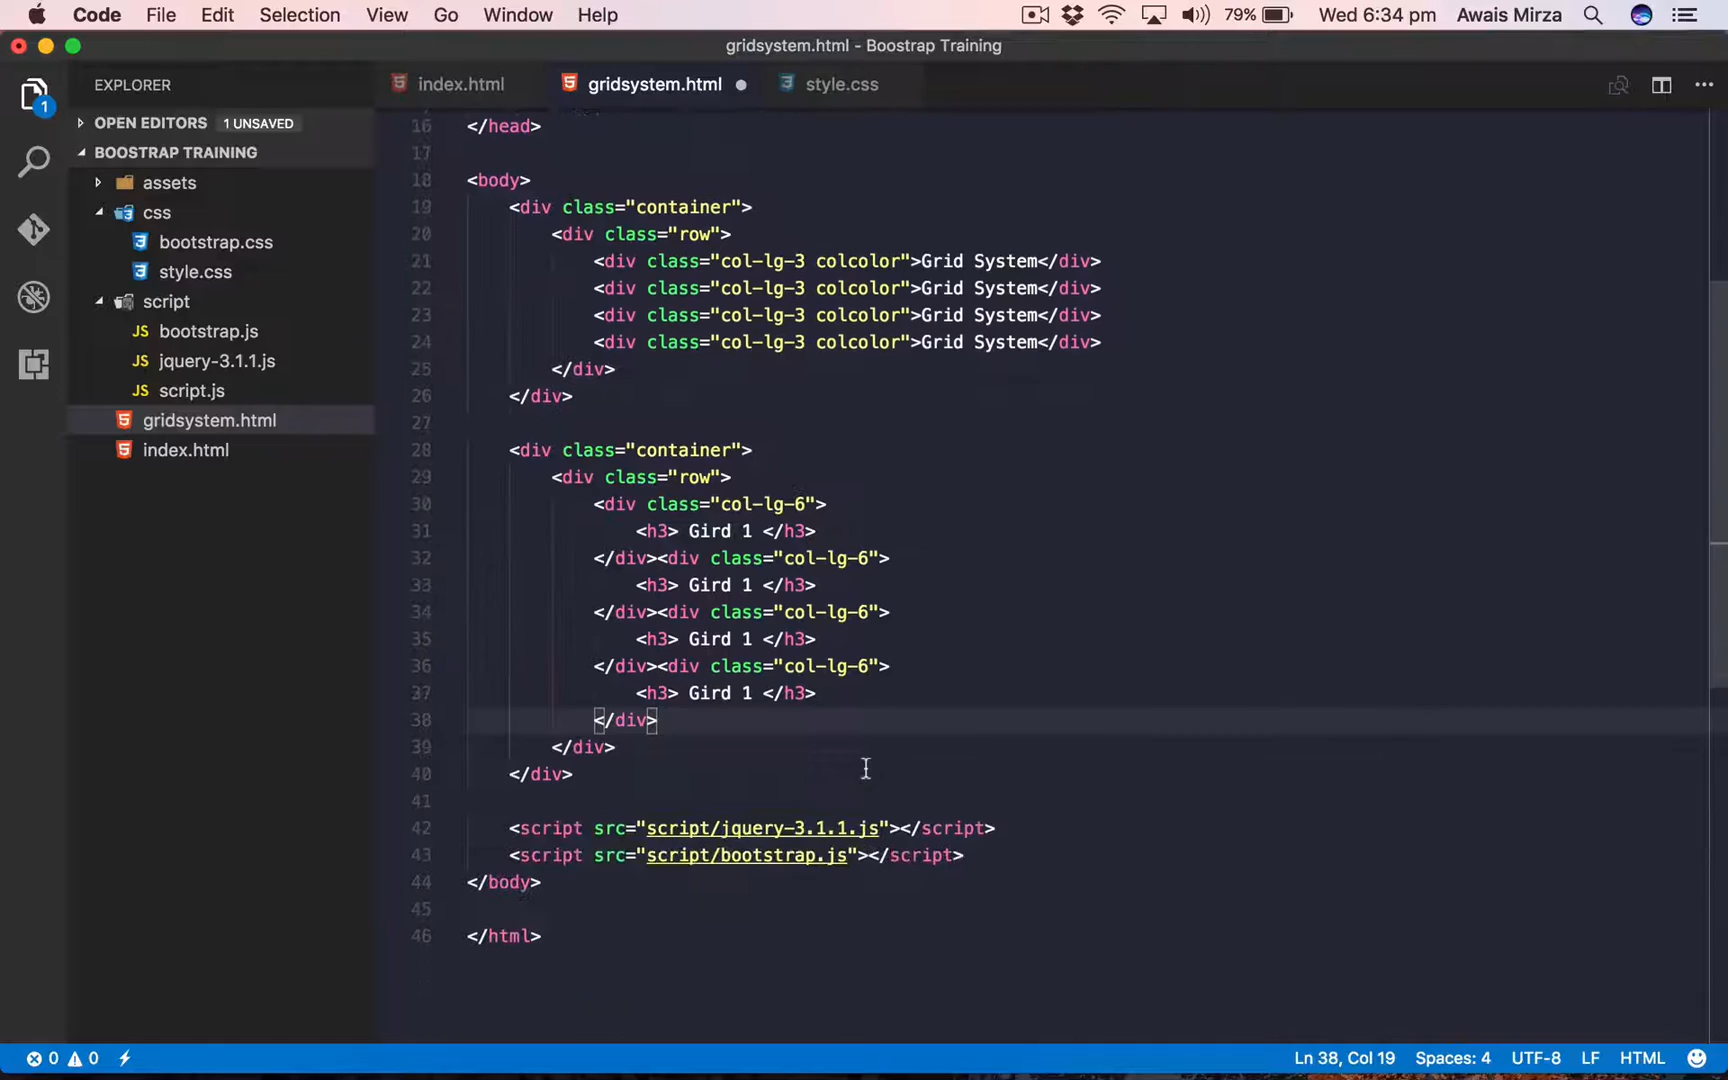 Code File Edit Selection View Go Window Help 79% Wed 6:34 pm Awais Mirza
gridsystem.html - Boostrap Training
EXPLORER
OPEN EDITORS 1 UNSAVED
BOOSTRAP TRAINING
assets
css
bootstrap.css
style.css
script
JS bootstrap.js
JS jquery-3.1.1.js
JS script.js
gridsystem.html
index.html
1
index.html gridsystem.html style.css
16 </head>
17
18 <body>
19 <div class="container">
20 <div class="row">
21 <div class="col-lg-3 colcolor">Grid System</div>
22 <div class="col-lg-3 colcolor">Grid System</div>
23 <div class="col-lg-3 colcolor">Grid System</div>
24 <div class="col-lg-3 colcolor">Grid System</div>
25 </div>
26 </div>
27
28 <div class="container">
29 <div class="row">
30 <div class="col-lg-6">
31 <h3> Gird 1 </h3>
32 </div><div class="col-lg-6">
33 <h3> Gird 1 </h3>
34 </div><div class="col-lg-6">
35 <h3> Gird 1 </h3>
36 </div><div class="col-lg-6">
37 <h3> Gird 1 </h3>
38 </div>
39 </div>
40 </div>
41
42 <script src="script/jquery-3.1.1.js"></script>
43 <script src="script/bootstrap.js"></script>
44 </body>
45
46 </html>
0 0 Ln 38, Col 19 Spaces: 4 UTF-8 LF HTML